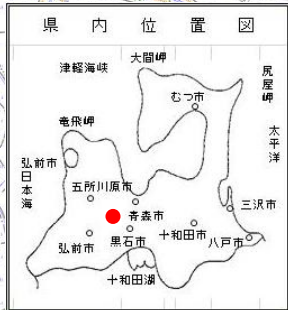 県内位置図
大間崎
津軽海峡
尻屋岬
むつ市
太平洋
竜飛岬
弘前市
日本海
五所川原市
青森市
三沢市
弘前市
黒石市
十和田市
八戸市
十和田湖